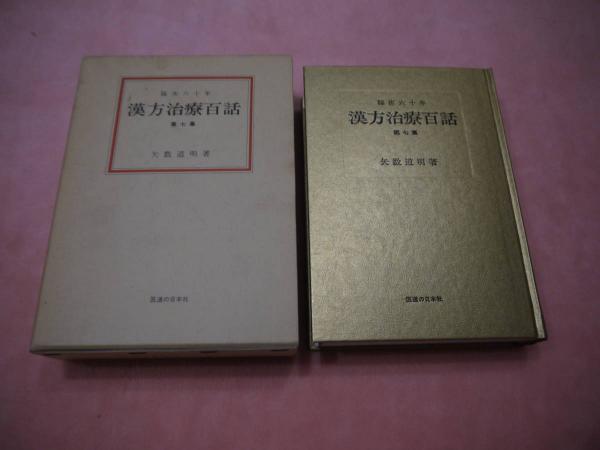 臨床六十年
漢方治療百話
第七集
矢数道明著
医道の日本社
臨床六十年
漢方治療百話
第七集
矢数道明著
医道の日本社